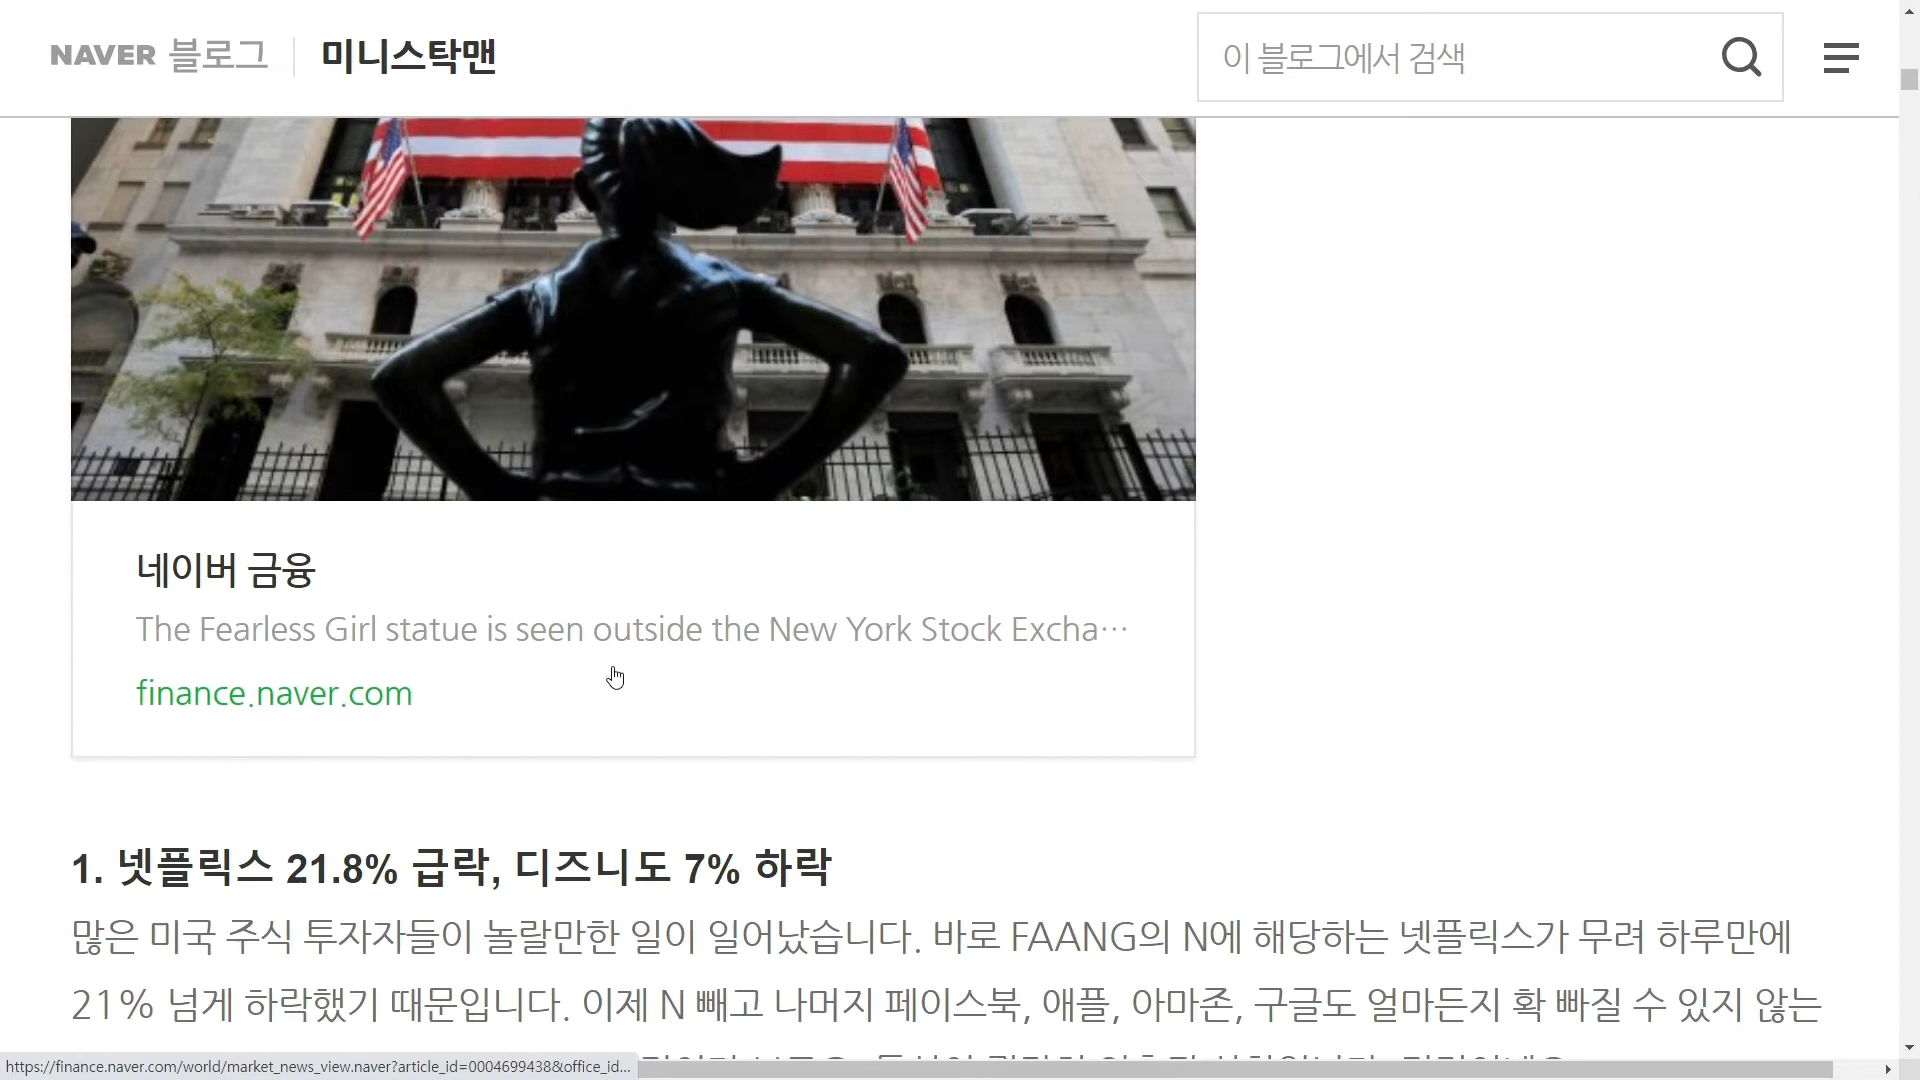 NAVER 블로그 미니스탁맨
이 블로그에서 검색
네이버 금융
The Fearless Girl statue is seen outside the New York Stock Excha…
finance.naver.com
1. 넷플릭스 21.8% 급락, 디즈니도 7% 하락
많은 미국 주식 투자자들이 놀랄만한 일이 일어났습니다. 바로 FAANG의 N에 해당하는 넷플릭스가 무려 하루만에
21% 넘게 하락했기 때문입니다. 이제 N 빼고 나머지 페이스북, 애플, 아마존, 구글도 얼마든지 확 빠질 수 있지 않는
https://finance.naver.com/world/market_news_view.naver?article_id=0004699438&office_id...